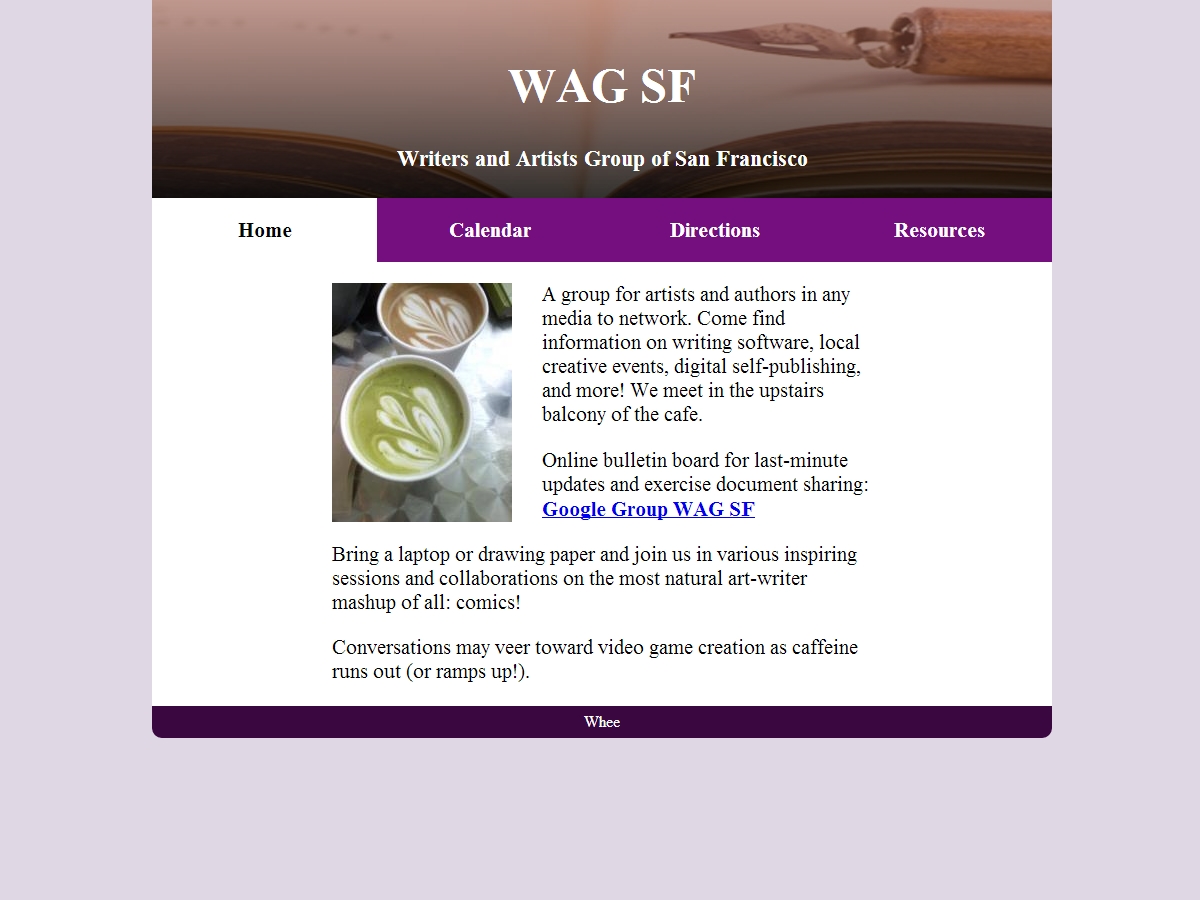 WAG SF
Writers and Artists Group of San Francisco
Home
Calendar
Directions
Resources
A group for artists and authors in any
media to network. Come find
information on writing software, local
creative events, digital self-publishing,
and more! We meet in the upstairs
balcony of the cafe.
Online bulletin board for last-minute
updates and exercise document sharing:
Google Group WAG SF
Bring a laptop or drawing paper and join us in various inspiring
sessions and collaborations on the most natural art-writer
mashup of all: comics!
Conversations may veer toward video game creation as caffeine
runs out (or ramps up!).
Whee